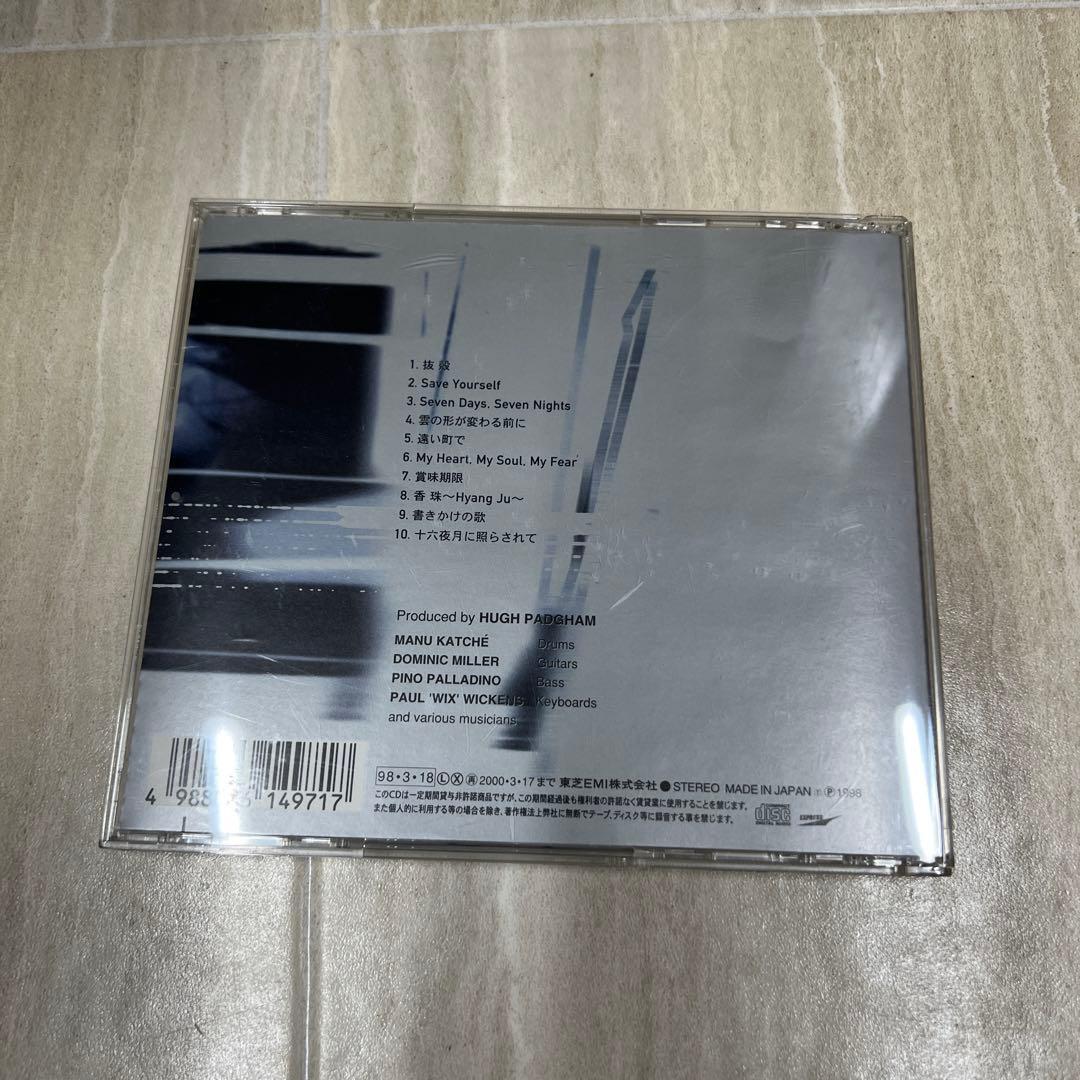 1. 抜 殻
2. Save Yourself
3. Seven Days, Seven Nights
4. 雲の形が変わる前に
5. 遠い町で
6. My Heart, My Soul, My Fear
7. 賞味期限
8. 香 珠〜Hyang Ju〜
9. 書きかけの歌
10. 十六夜月に照らされて
Produced by HUGH PADGHAM
MANU KATCHÉ Drums
DOMINIC MILLER Guitars
PINO PALLADINO Bass
PAUL 'WIX' WICKENS Keyboards
and various musicians
4 988 149717
98・3・18 Ⓛ Ⓧ 再 2000・3・17まで 東芝EMI株式会社 ● STEREO MADE IN JAPAN Ⓟ1998
このCDは一定期間貸与非許諾商品ですが、この期間経過後も権利者の許諾なく賃貸業に使用することを禁じます。
また個人的に利用する等の場合を除き、著作権法上弊社に無断でテープ、ディスク等に録音する事を禁じます。
disc
EXPRESS